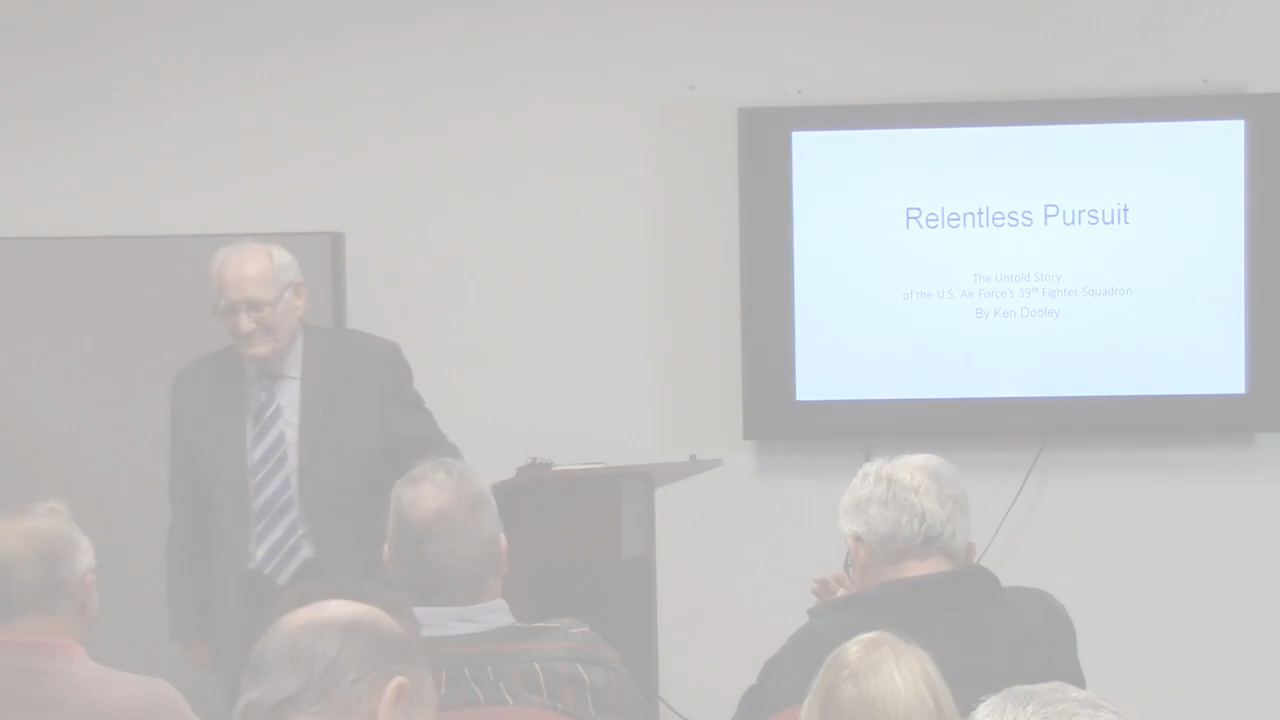 Relentless Pursuit
The Untold Story
of the U.S. Air Force's 39th Fighter Squadron
By Ken Dooley